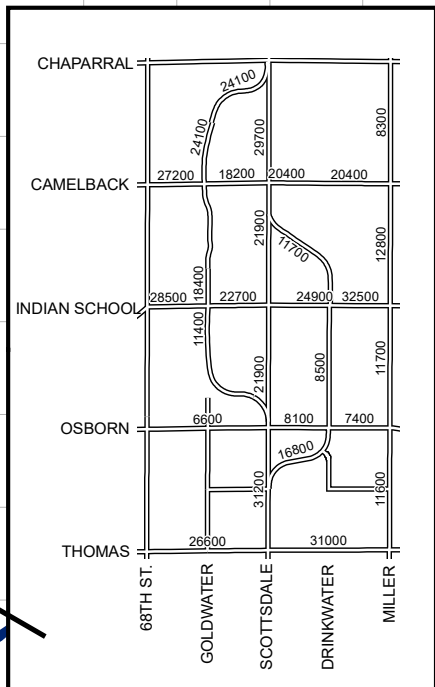 CHAPARRAL
24100
24100
29700
8300
27200 18200 20400 20400
CAMELBACK
21900
11700
12800
18400
28500 22700 24900 32500
INDIAN SCHOOL
11400
21900
8500
11700
6600 8100 7400
OSBORN
16800
31200
11600
26600 31000
THOMAS
68TH ST.
GOLDWATER
SCOTTSDALE
DRINKWATER
MILLER